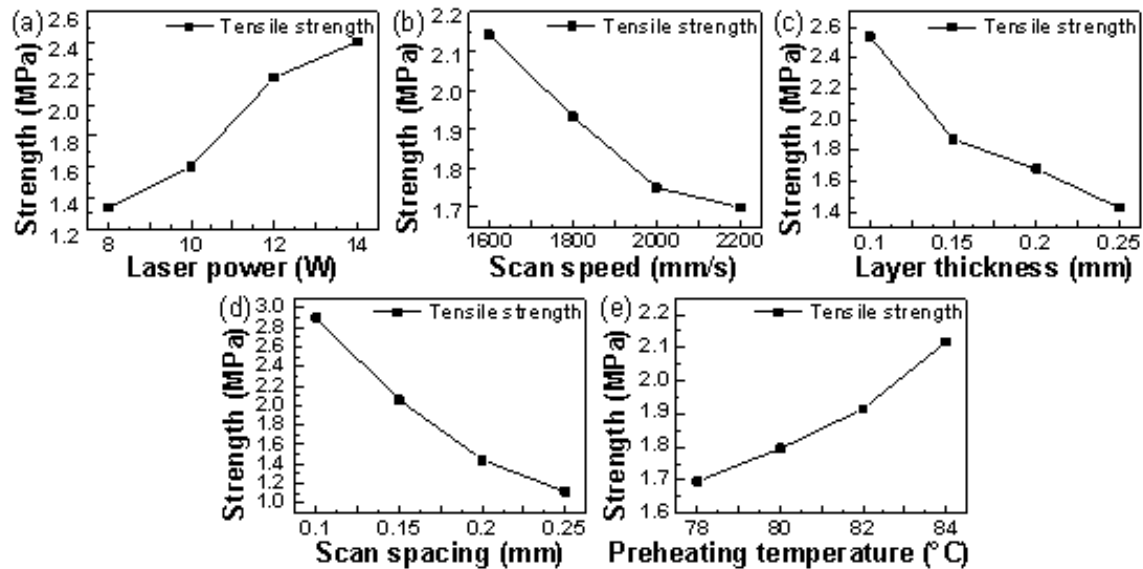 (a)
Tensile strength
Strength (MPa)
2.6
2.4
2.2
2.0
1.8
1.6
1.4
1.2
8 10 12 14
Laser power (W)
(b)
Tensile strength
Strength (MPa)
2.2
2.1
2.0
1.9
1.8
1.7
1600 1800 2000 2200
Scan speed (mm/s)
(c)
Tensile strength
Strength (MPa)
2.6
2.4
2.2
2.0
1.8
1.6
1.4
0.1 0.15 0.2 0.25
Layer thickness (mm)
(d)
Tensile strength
Strength (MPa)
3.0
2.8
2.6
2.4
2.2
2.0
1.8
1.6
1.4
1.2
1.0
0.1 0.15 0.2 0.25
Scan spacing (mm)
(e)
Tensile strength
Strength (MPa)
2.2
2.1
2.0
1.9
1.8
1.7
1.6
78 80 82 84
Preheating temperature (°C)